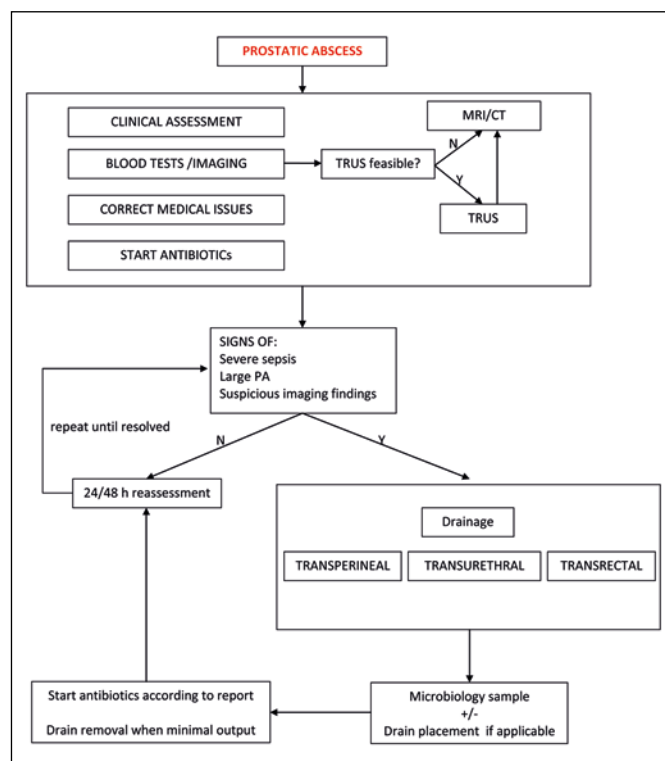 PROSTATIC ABSCESS
CLINICAL ASSESSMENT
MRI/CT
N
BLOOD TESTS /IMAGING
TRUS feasible?
Y
CORRECT MEDICAL ISSUES
TRUS
START ANTIBIOTICs
SIGNS OF:
Severe sepsis
Large PA
Suspicious imaging findings
repeat until resolved
N
Y
24/48 h reassessment
Drainage
TRANSPERINEAL
TRANSURETHRAL
TRANSRECTAL
Start antibiotics according to report
Drain removal when minimal output
Microbiology sample
+/-
Drain placement if applicable